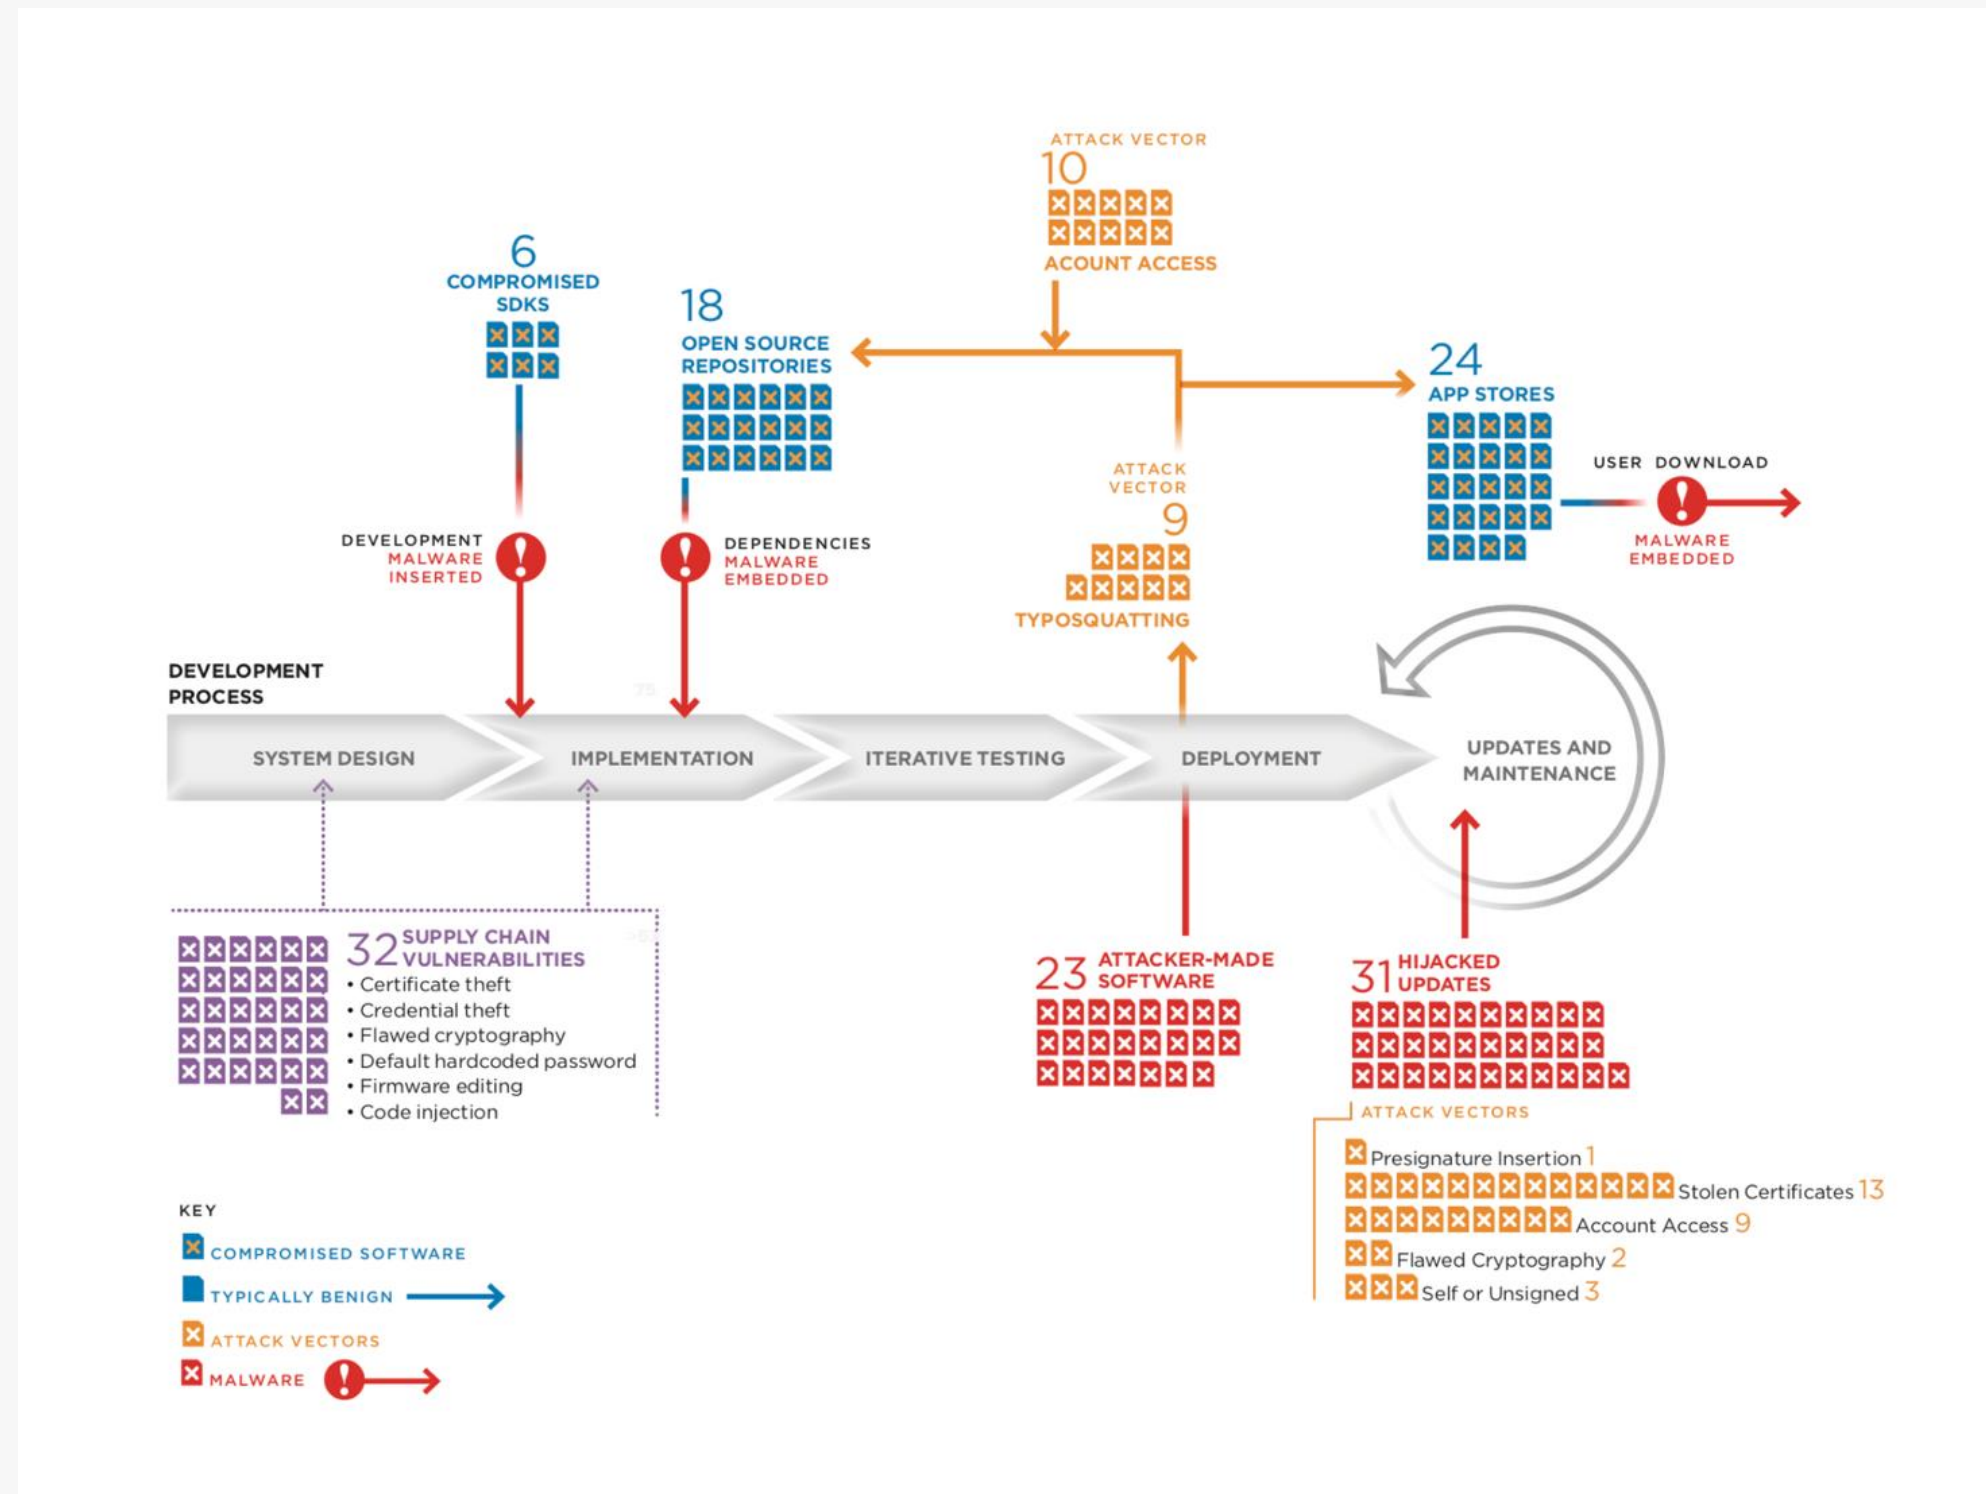 ATTACK VECTOR
10
ACOUNT ACCESS
6
COMPROMISED
SDKS
18
OPEN SOURCE
REPOSITORIES
24
APP STORES
USER DOWNLOAD
MALWARE
EMBEDDED
ATTACK
VECTOR
9
TYPOSQUATTING
DEVELOPMENT
MALWARE
INSERTED
DEPENDENCIES
MALWARE
EMBEDDED
DEVELOPMENT
PROCESS
75
SYSTEM DESIGN
IMPLEMENTATION
ITERATIVE TESTING
DEPLOYMENT
UPDATES AND
MAINTENANCE
32 SUPPLY CHAIN
VULNERABILITIES
• Certificate theft
• Credential theft
• Flawed cryptography
• Default hardcoded password
• Firmware editing
• Code injection
23 ATTACKER-MADE
SOFTWARE
31 HIJACKED
UPDATES
ATTACK VECTORS
Presignature Insertion 1
Stolen Certificates 13
Account Access 9
Flawed Cryptography 2
Self or Unsigned 3
KEY
COMPROMISED SOFTWARE
TYPICALLY BENIGN
ATTACK VECTORS
MALWARE